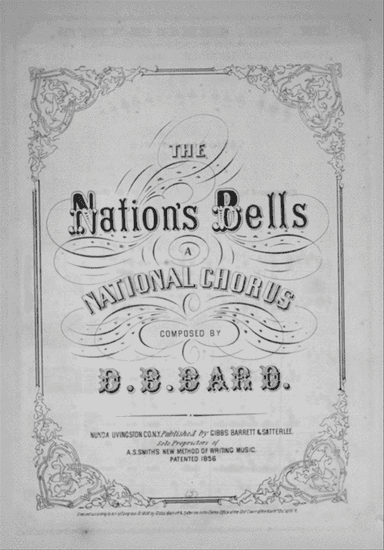 THE
Nation's Bells
A
NATIONAL CHORUS
COMPOSED BY
D.B.BARD.
NUNDA LIVINGSTON CO.N.Y. Published by GIBBS BARRETT & SATTERLEE
Sole Proprietors of
A.S.SMITH'S NEW METHOD OF WRITING MUSIC.
PATENTED 1856